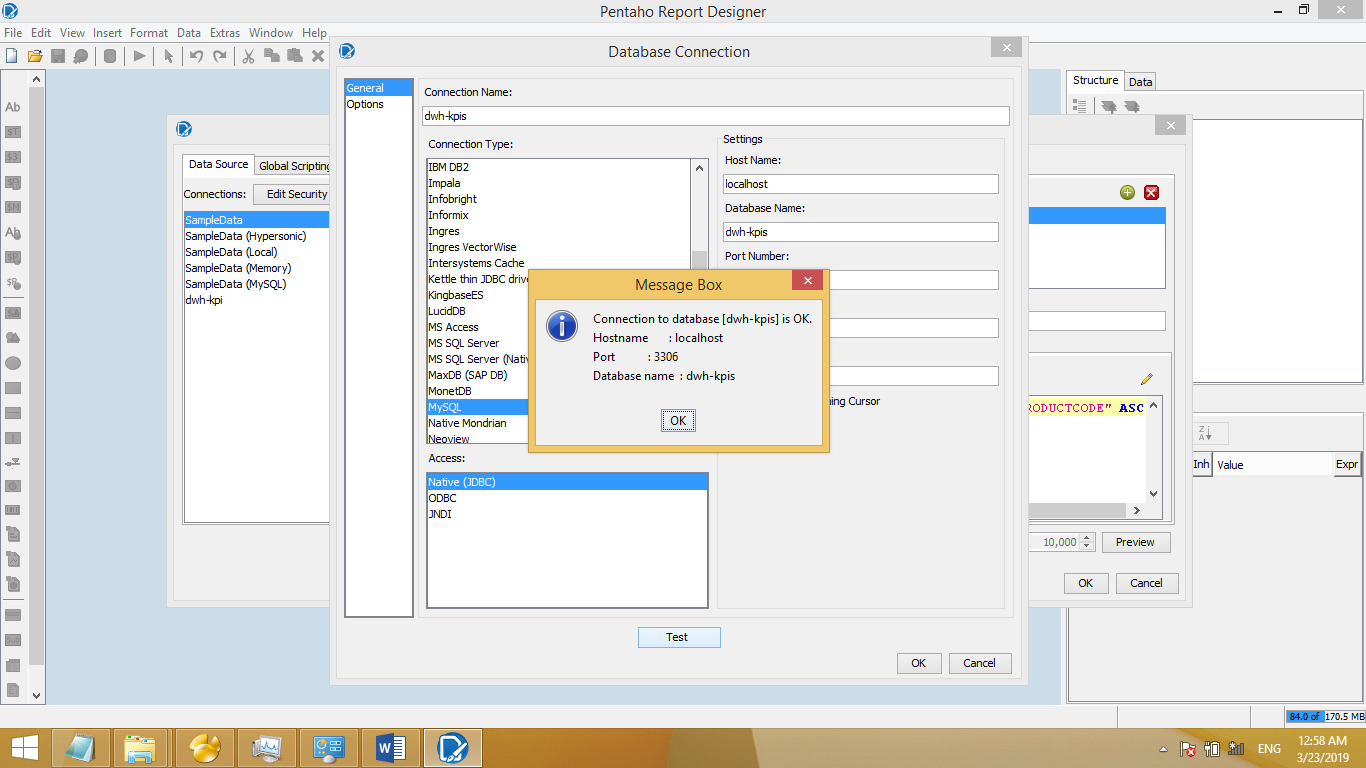 Pentaho Report Designer
File Edit View Insert Format Data Extras Window Help
Database Connection
Structure Data
General
Options
Connection Name:
dwh-kpis
Connection Type:
IBM DB2
Impala
Infobright
Informix
Ingres
Ingres VectorWise
Intersystems Cache
Kettle thin JDBC drive
KingbaseES
LucidDB
MS Access
MS SQL Server
MS SQL Server (Nativ
MaxDB (SAP DB)
MonetDB
MySQL
Native Mondrian
Neoview
Access:
Native (JDBC)
ODBC
JNDI
Settings
Host Name:
localhost
Database Name:
dwh-kpis
Port Number:
ing Cursor
Test
OK Cancel
Message Box
Connection to database [dwh-kpis] is OK.
Hostname : localhost
Port : 3306
Database name : dwh-kpis
OK
Data Source Global Scripting
Connections: Edit Security
SampleData
SampleData (Hypersonic)
SampleData (Local)
SampleData (Memory)
SampleData (MySQL)
dwh-kpi
RODUCTCODE" ASC
10,000 Preview
OK Cancel
Inh Value Expr
84.0 of 170.5 MB
ENG
12:58 AM
3/23/2019